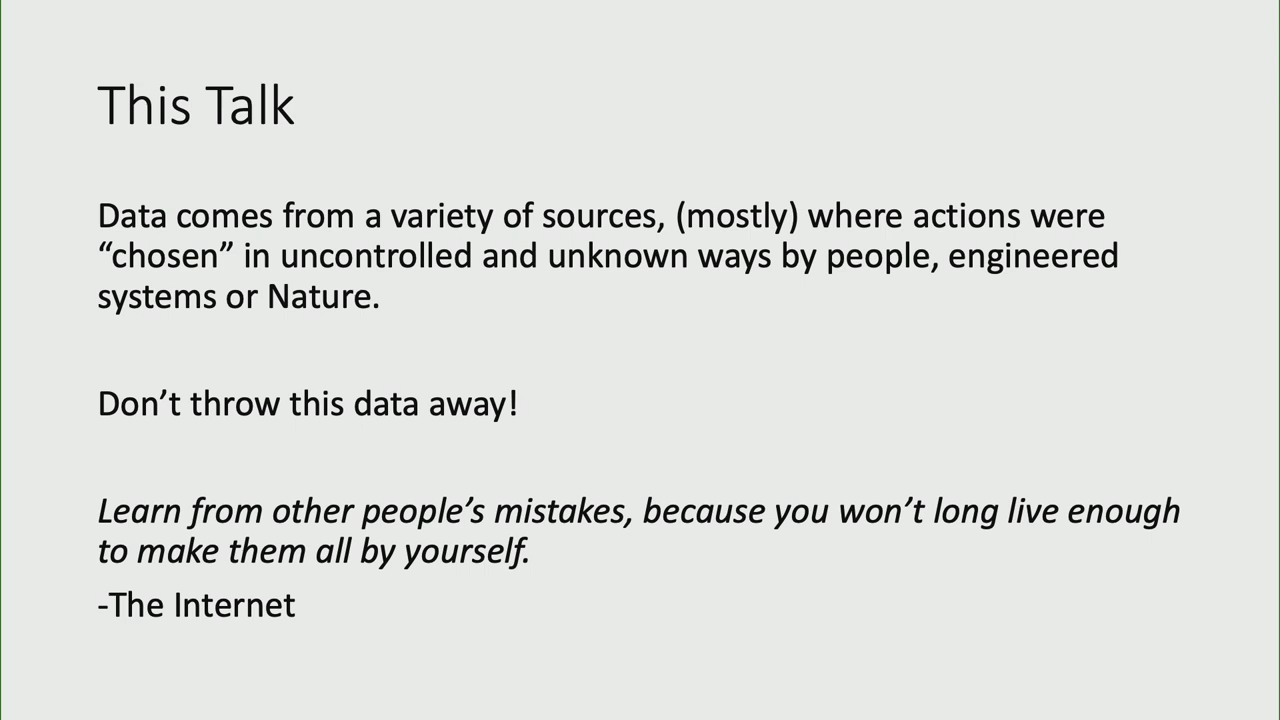 This Talk
Data comes from a variety of sources, (mostly) where actions were
“chosen” in uncontrolled and unknown ways by people, engineered
systems or Nature.
Don’t throw this data away!
Learn from other people’s mistakes, because you won’t long live enough
to make them all by yourself.
-The Internet